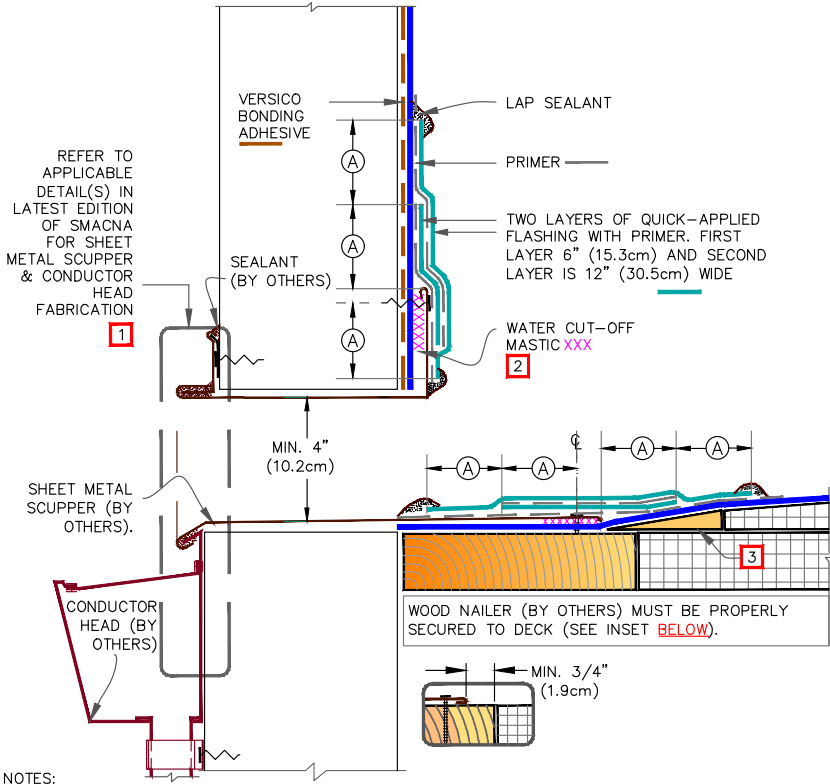 VERSICO
BONDING
ADHESIVE
LAP SEALANT
PRIMER
REFER TO
APPLICABLE
DETAIL(S) IN
LATEST EDITION
OF SMACNA
FOR SHEET
METAL SCUPPER
& CONDUCTOR
HEAD
FABRICATION
1
SEALANT
(BY OTHERS)
A
A
A
TWO LAYERS OF QUICK-APPLIED
FLASHING WITH PRIMER. FIRST
LAYER 6" (15.3cm) AND SECOND
LAYER IS 12" (30.5cm) WIDE
WATER CUT-OFF
MASTIC XXX
2
MIN. 4"
(10.2cm)
A
A
℄
A
A
SHEET METAL
SCUPPER (BY
OTHERS).
3
CONDUCTOR
HEAD (BY
OTHERS)
WOOD NAILER (BY OTHERS) MUST BE PROPERLY
SECURED TO DECK (SEE INSET BELOW).
MIN. 3/4"
(1.9cm)
NOTES: